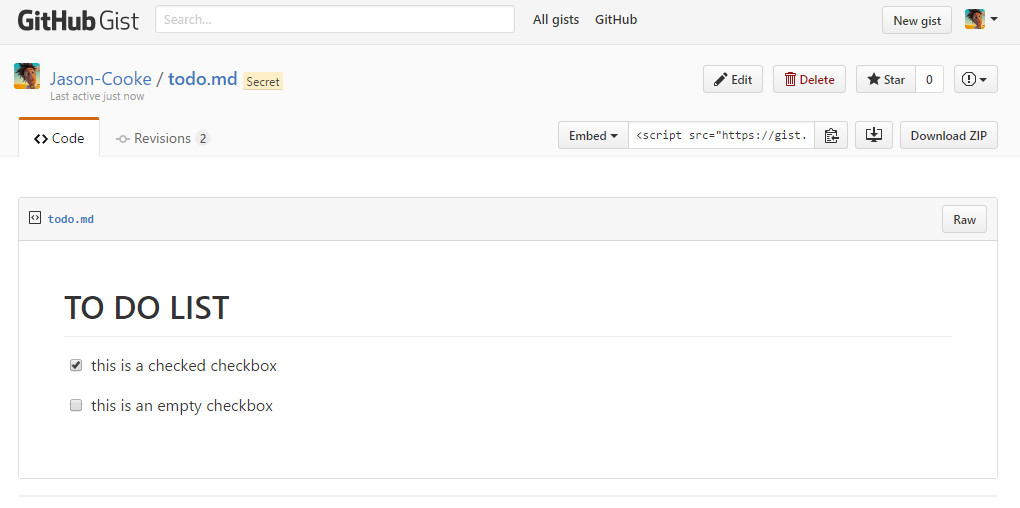 GitHub Gist Search... All gists GitHub New gist
Jason-Cooke / todo.md Secret Edit Delete Star 0
Last active just now
Code Revisions 2 Embed <script src="https://gist. Download ZIP
todo.md Raw
TO DO LIST
this is a checked checkbox
this is an empty checkbox